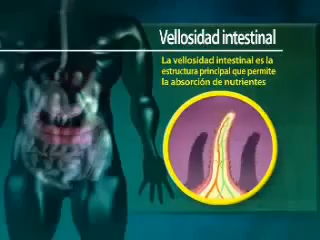 Vellosidad intestinal
La vellosidad intestinal es la
estructura principal que permite
la absorción de nutrientes